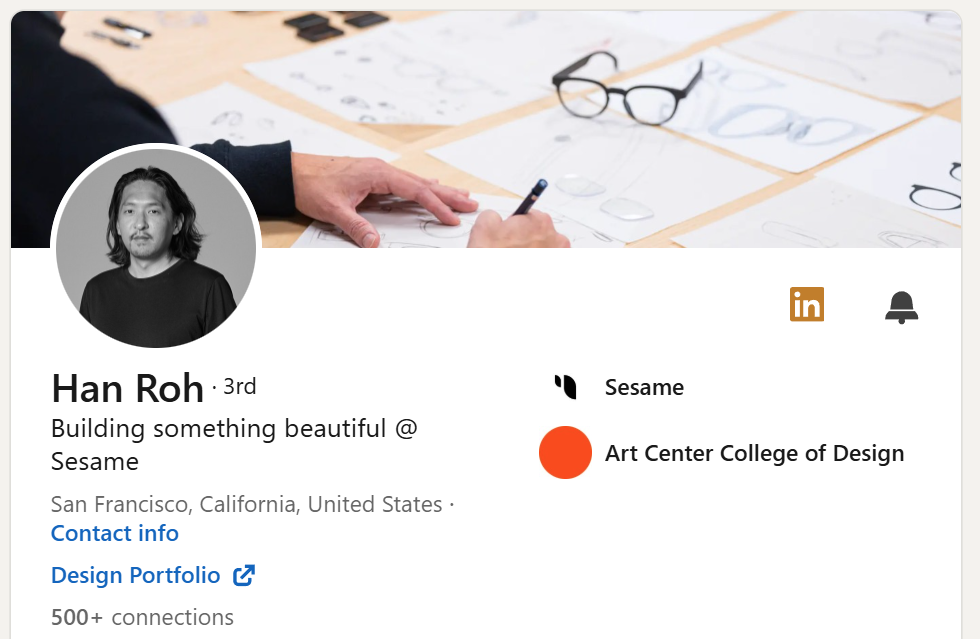 in
Han Roh · 3rd
Building something beautiful @
Sesame
San Francisco, California, United States ·
Contact info
Design Portfolio
500+ connections
Sesame
Art Center College of Design